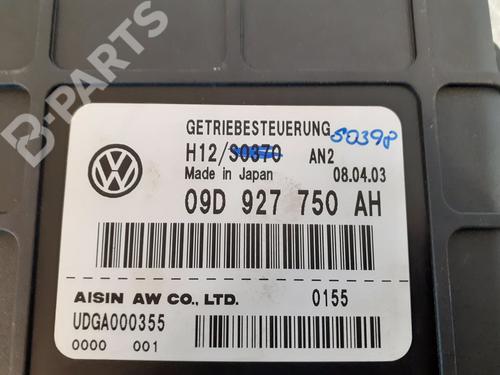 B-PARTS
GETRIEBESTEUERUNG
H12/S0370 S0398 AN2
Made in Japan 08.04.03
09D 927 750 AH
AISIN AW CO., LTD. 0155
UDGA000355
0000 001